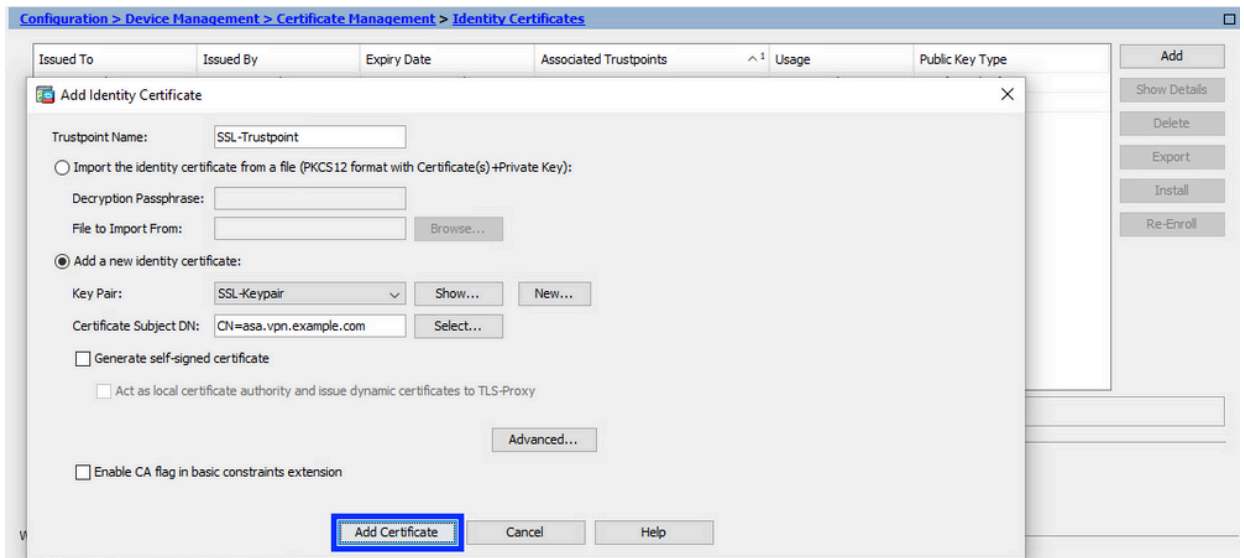 Configuration > Device Management > Certificate Management > Identity Certificates
Issued To Issued By Expiry Date Associated Trustpoints 1 Usage Public Key Type
Add
Show Details
Delete
Export
Install
Re-Enroll
Add Identity Certificate
Trustpoint Name: SSL-Trustpoint
Import the identity certificate from a file (PKCS12 format with Certificate(s)+Private Key):
Decryption Passphrase:
File to Import From: Browse...
Add a new identity certificate:
Key Pair: SSL-Keypair Show... New...
Certificate Subject DN: CN=asa.vpn.example.com Select...
Generate self-signed certificate
Act as local certificate authority and issue dynamic certificates to TLS-Proxy
Advanced...
Enable CA flag in basic constraints extension
Add Certificate Cancel Help